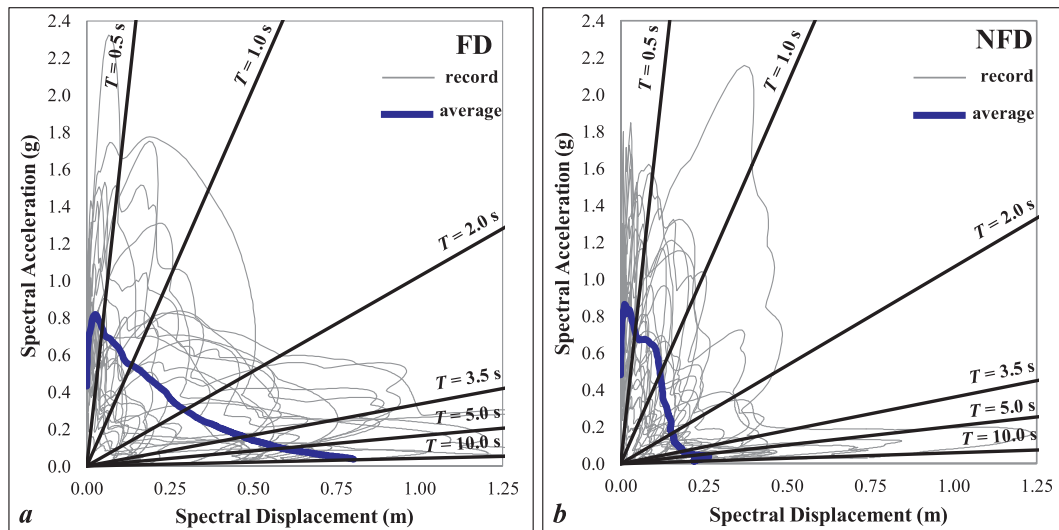 FD
record
average
T = 0.5 s
T = 1.0 s
T = 2.0 s
T = 3.5 s
T = 5.0 s
T = 10.0 s
Spectral Acceleration (g)
2.4
2.2
2.0
1.8
1.6
1.4
1.2
1.0
0.8
0.6
0.4
0.2
0.0
0.00 0.25 0.50 0.75 1.00 1.25
Spectral Displacement (m)
a
NFD
record
average
T = 0.5 s
T = 1.0 s
T = 2.0 s
T = 3.5 s
T = 5.0 s
T = 10.0 s
Spectral Acceleration (g)
2.4
2.2
2.0
1.8
1.6
1.4
1.2
1.0
0.8
0.6
0.4
0.2
0.0
0.00 0.25 0.50 0.75 1.00 1.25
Spectral Displacement (m)
b